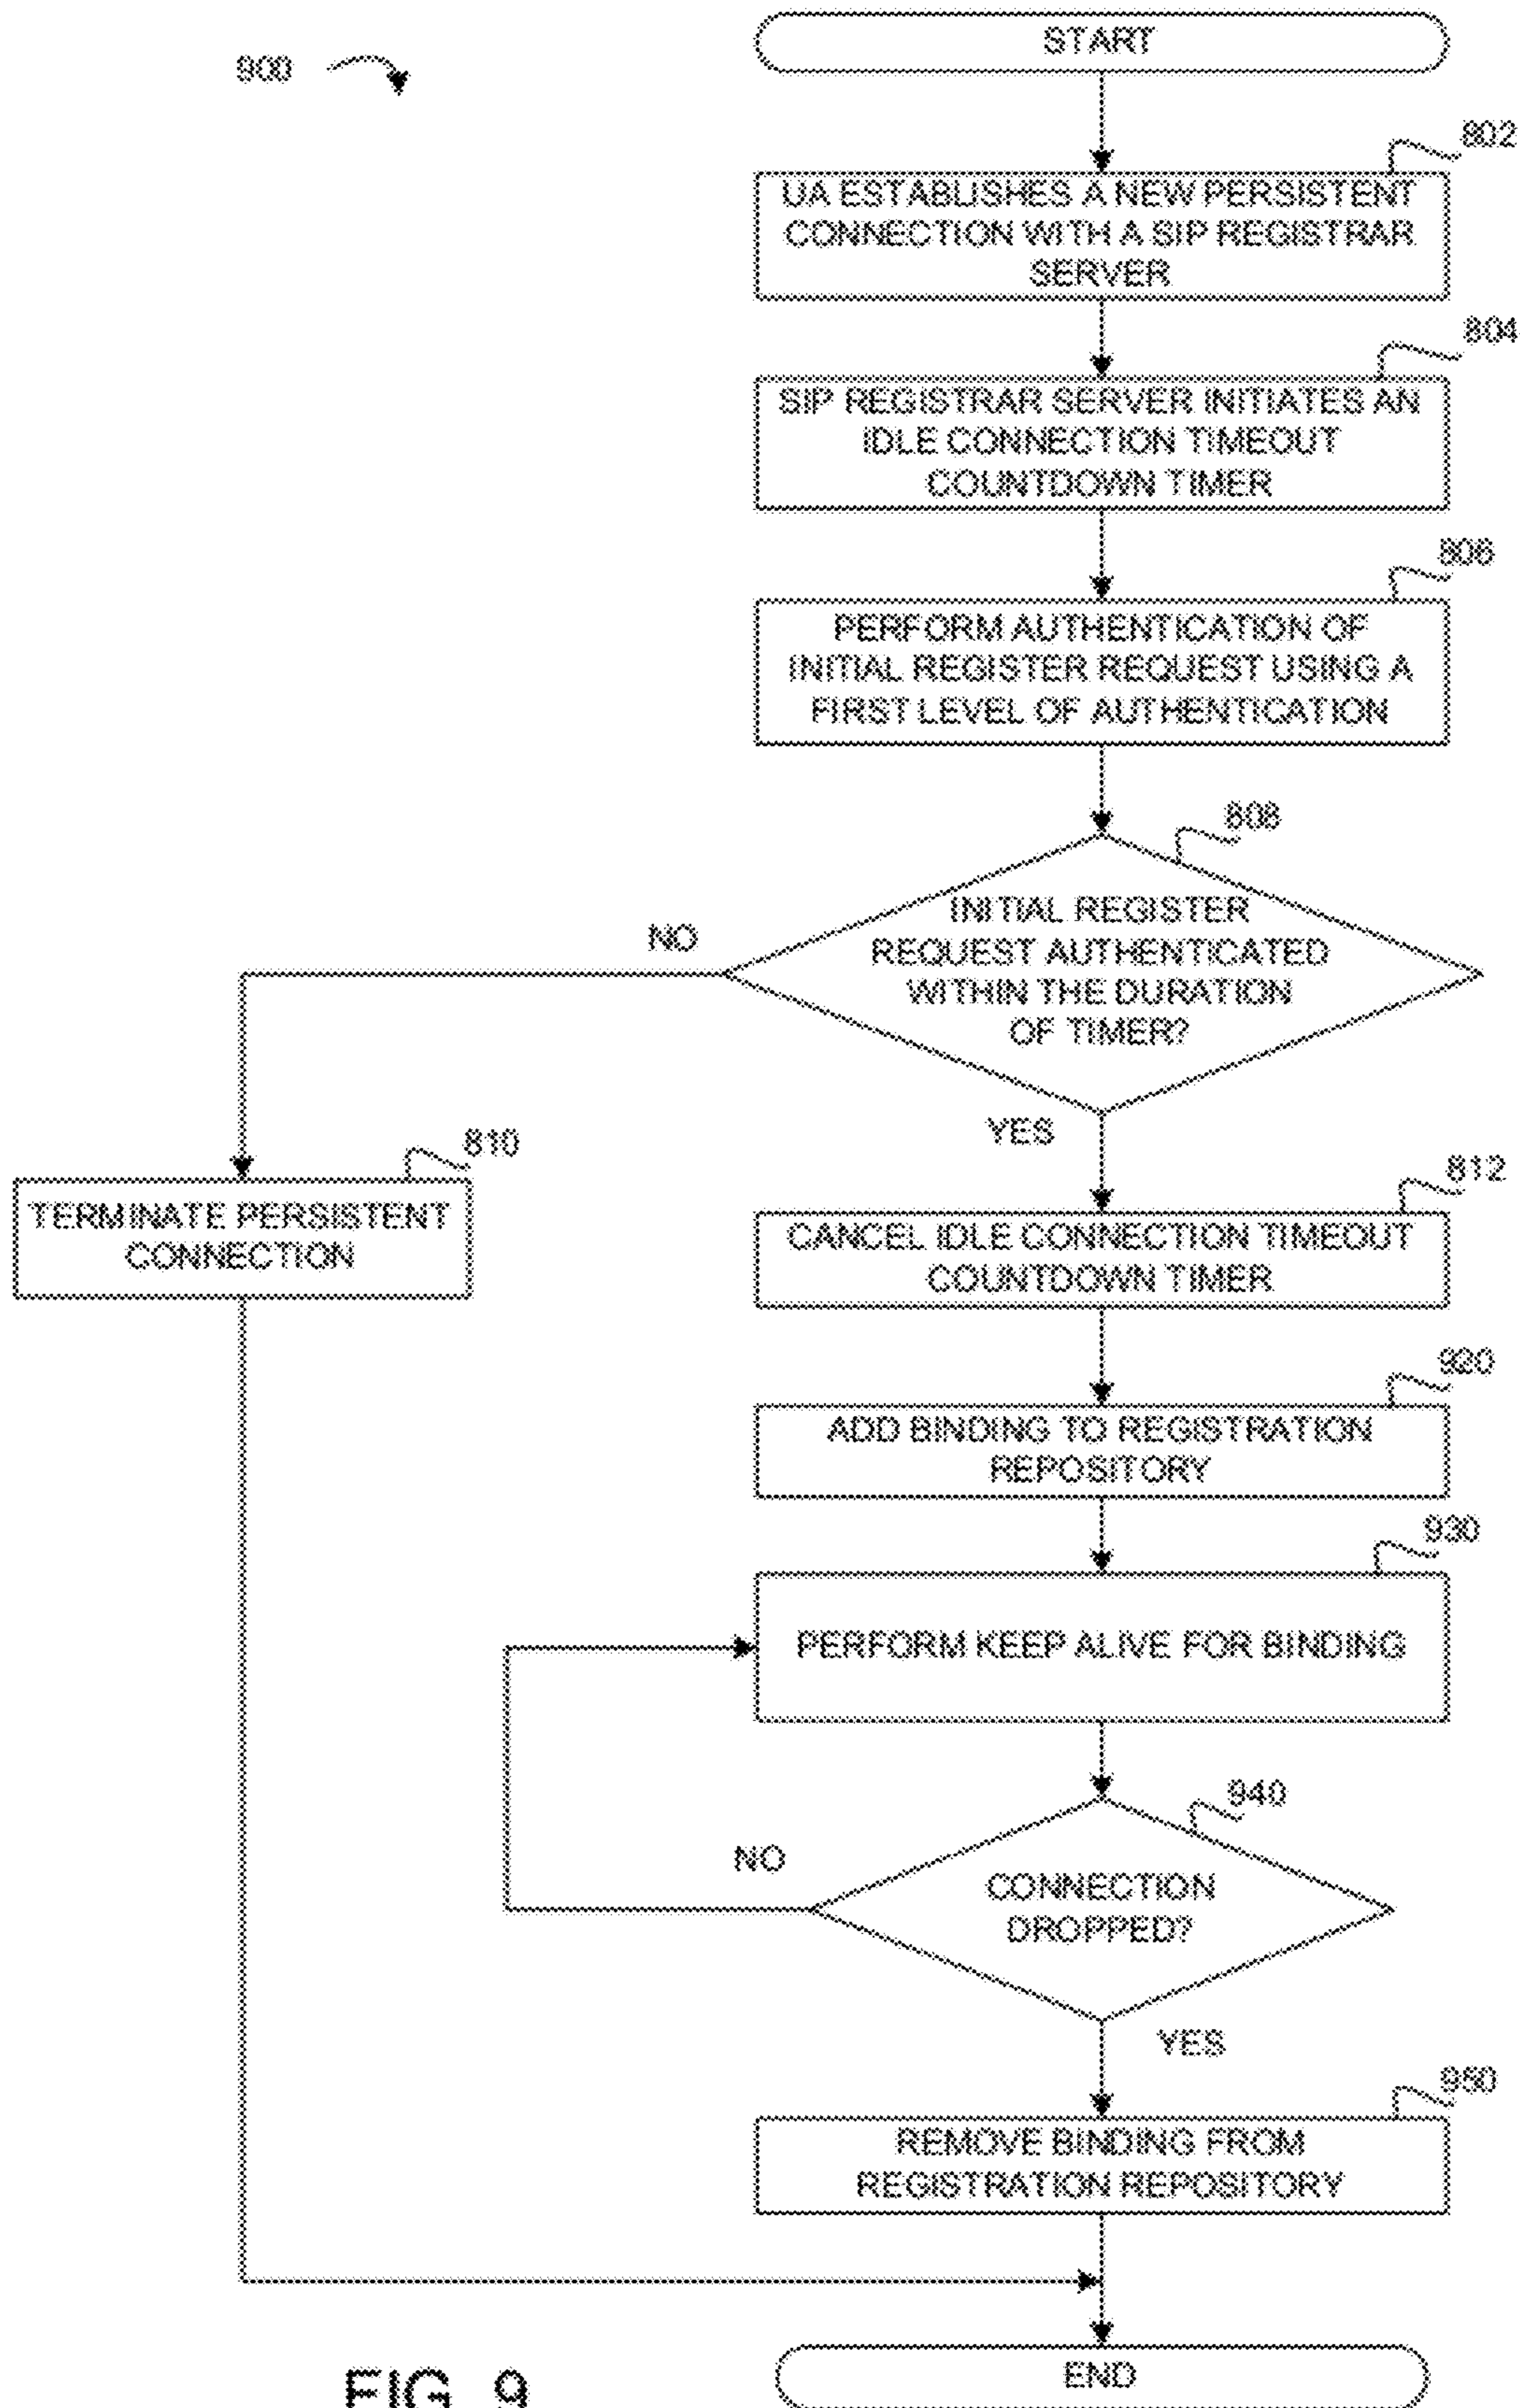 900
START
802
UA ESTABLISHES A NEW PERSISTENT
CONNECTION WITH A SIP REGISTRAR
SERVER
804
SIP REGISTRAR SERVER INITIATES AN
IDLE CONNECTION TIMEOUT
COUNTDOWN TIMER
806
PERFORM AUTHENTICATION OF
INITIAL REGISTER REQUEST USING A
FIRST LEVEL OF AUTHENTICATION
808
INITIAL REGISTER
REQUEST AUTHENTICATED
WITHIN THE DURATION
OF TIMER?
NO
YES
810
TERMINATE PERSISTENT
CONNECTION
812
CANCEL IDLE CONNECTION TIMEOUT
COUNTDOWN TIMER
920
ADD BINDING TO REGISTRATION
REPOSITORY
930
PERFORM KEEP ALIVE FOR BINDING
940
CONNECTION
DROPPED?
NO
YES
950
REMOVE BINDING FROM
REGISTRATION REPOSITORY
END
FIG. 9